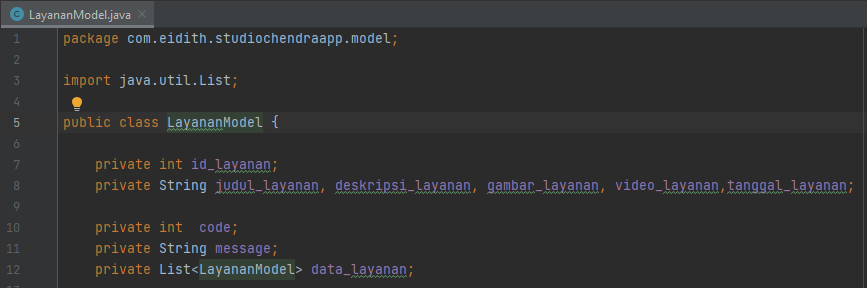 LayananModel.java
1 package com.eidith.studiochendraapp.model;
2
3 import java.util.List;
4
5 public class LayananModel {
6
7 private int id_layanan;
8 private String judul_layanan, deskripsi_layanan, gambar_layanan, video_layanan,tanggal_layanan;
9
10 private int  code;
11 private String message;
12 private List<LayananModel> data_layanan;